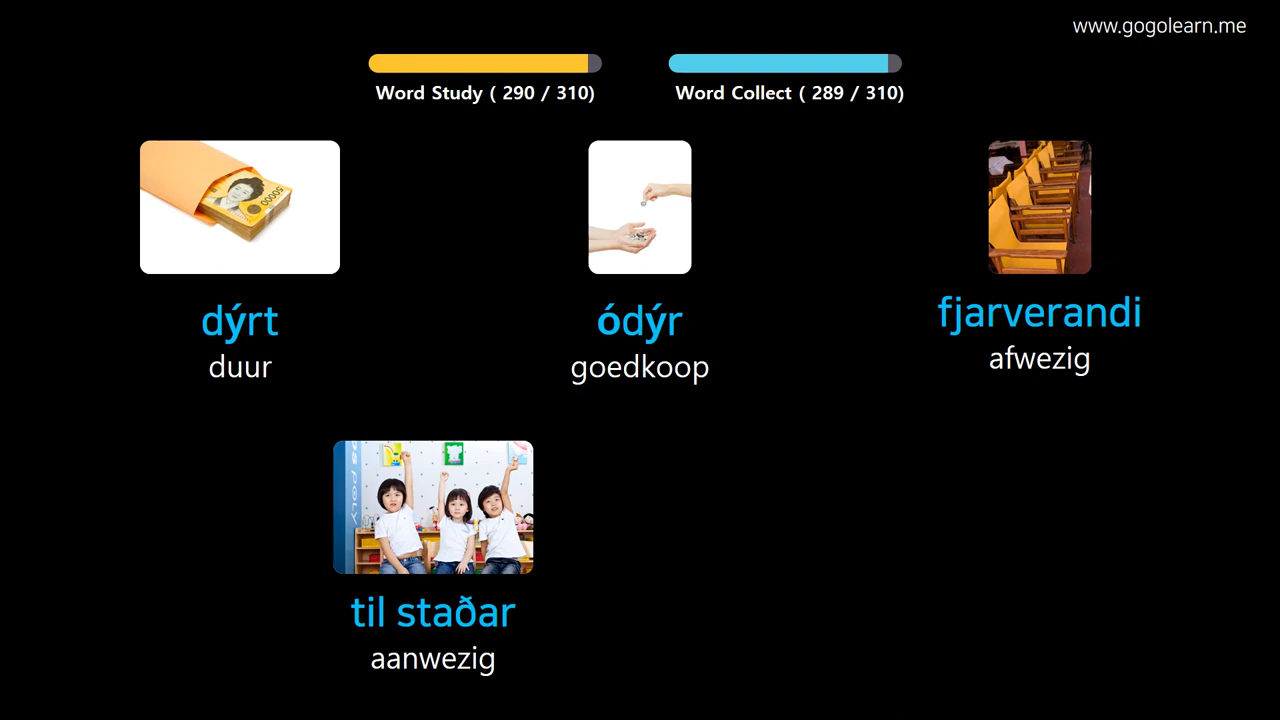 www.gogolearn.me
Word Study ( 290 / 310)
Word Collect ( 289 / 310)
50000
dýrt
duur
ódýr
goedkoop
fjarverandi
afwezig
til staðar
aanwezig